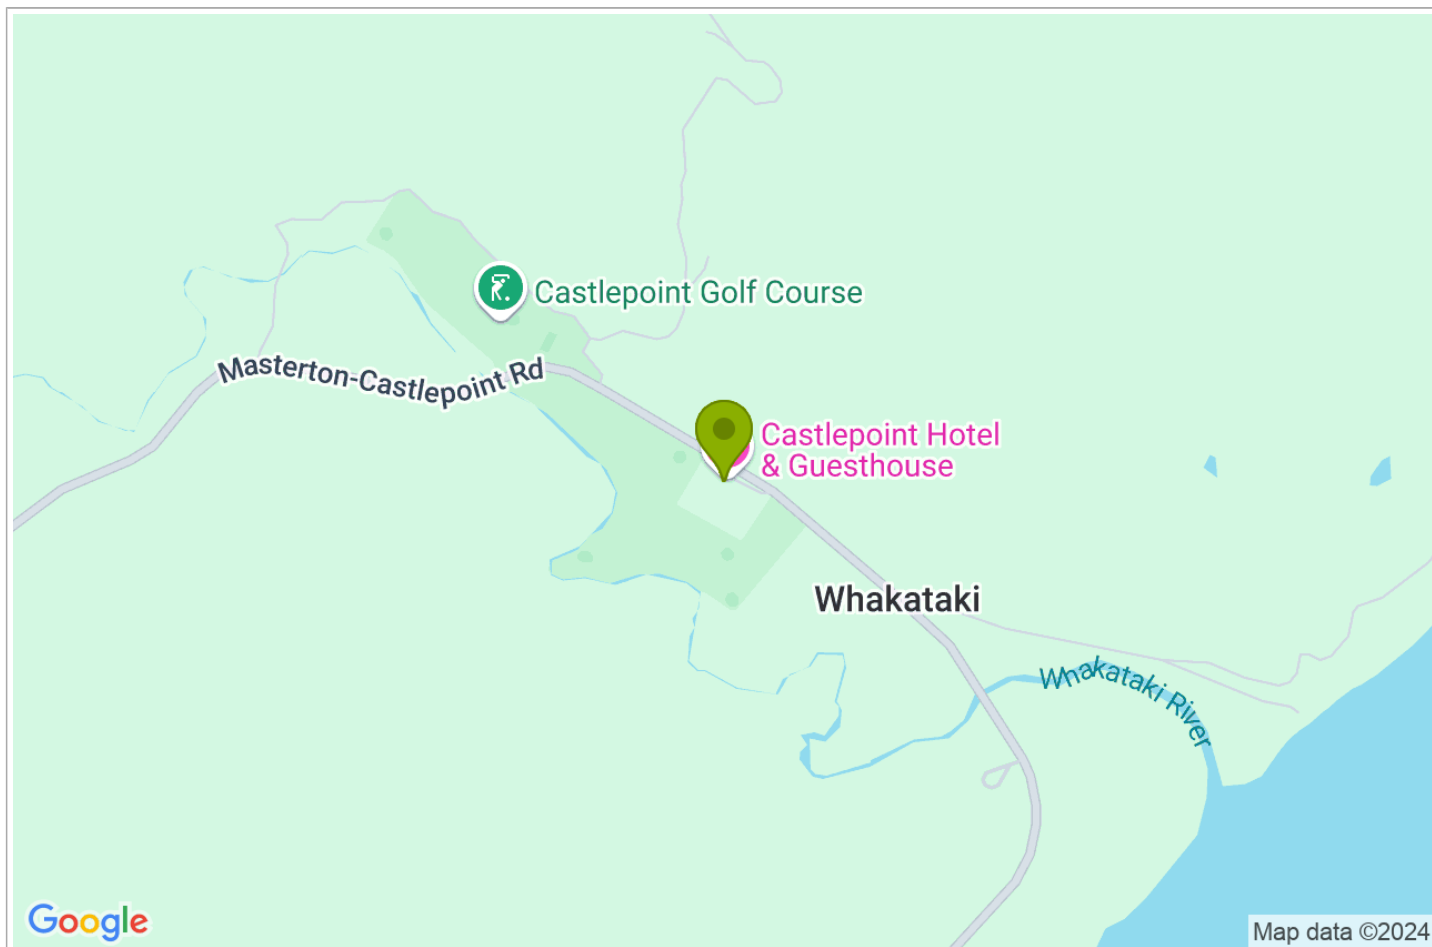 Castlepoint Golf Course
Masterton-Castlepoint Rd
Castlepoint Hotel
& Guesthouse
Whakataki
Whakataki River
Google
Map data ©2024